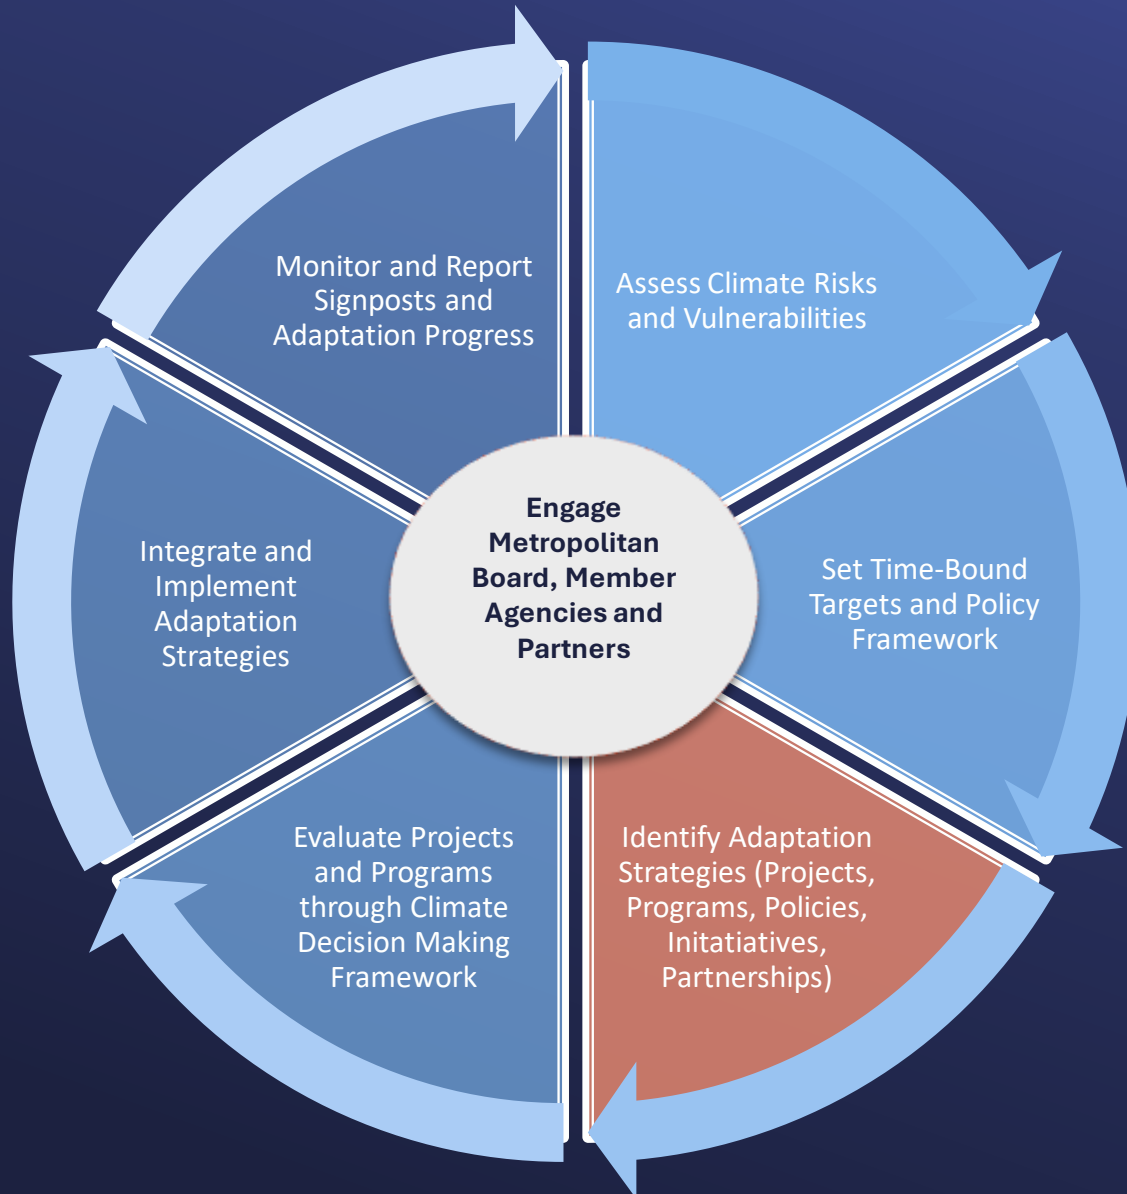 Monitor and Report
Signposts and
Adaptation Progress
Assess Climate Risks
and Vulnerabilities
Engage
Metropolitan
Board, Member
Agencies and
Partners
Integrate and
Implement
Adaptation
Strategies
Set Time-Bound
Targets and Policy
Framework
Evaluate Projects
and Programs
through Climate
Decision Making
Framework
Identify Adaptation
Strategies (Projects,
Programs, Policies,
Initatiatives,
Partnerships)